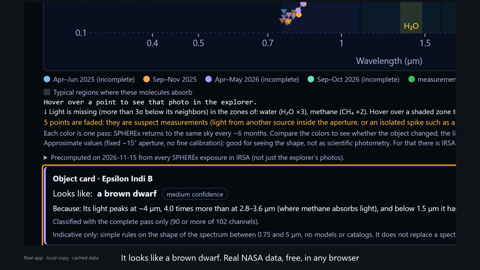 H₂O
0.1
0.4 0.5 0.7 1 1.5
Wavelength (μm)
Apr–Jun 2025 (incomplete) Sep–Nov 2025 Apr–May 2026 (incomplete) Sep–Oct 2026 (incomplete) measuremen
Typical regions where these molecules absorb
Hover over a point to see that photo in the explorer.
↓ Light is missing (more than 3σ below its neighbors) in the zones of: water (H₂O ×3), methane (CH₄ ×2). Hover over a shaded zone t
5 points are faded: they are suspect measurements (light from another source inside the aperture, or an isolated spike such as a
Each color is one pass: SPHEREx returns to the same sky every ~6 months. Compare the colors to see whether the object changed; the li
Approximate values (fixed ~15" aperture, no fine calibration): good for seeing the shape, not as scientific photometry. For that there is IRSA
▶ Precomputed on 2026-11-15 from every SPHEREx exposure in IRSA (not just the explorer's photos).
Object card · Epsilon Indi B
Looks like: a brown dwarf medium confidence
Because: Its light peaks at ~4 μm, 4.0 times more than at 2.8–3.6 μm (where methane absorbs light), and below 1.5 μm it has
Classified with the complete pass only (90 or more of 102 channels).
Indicative only: simple rules on the shape of the spectrum between 0.75 and 5 μm, no models or catalogs. It does not replace a spect
Real app · local copy · cached data
It looks like a brown dwarf. Real NASA data, free, in any browser